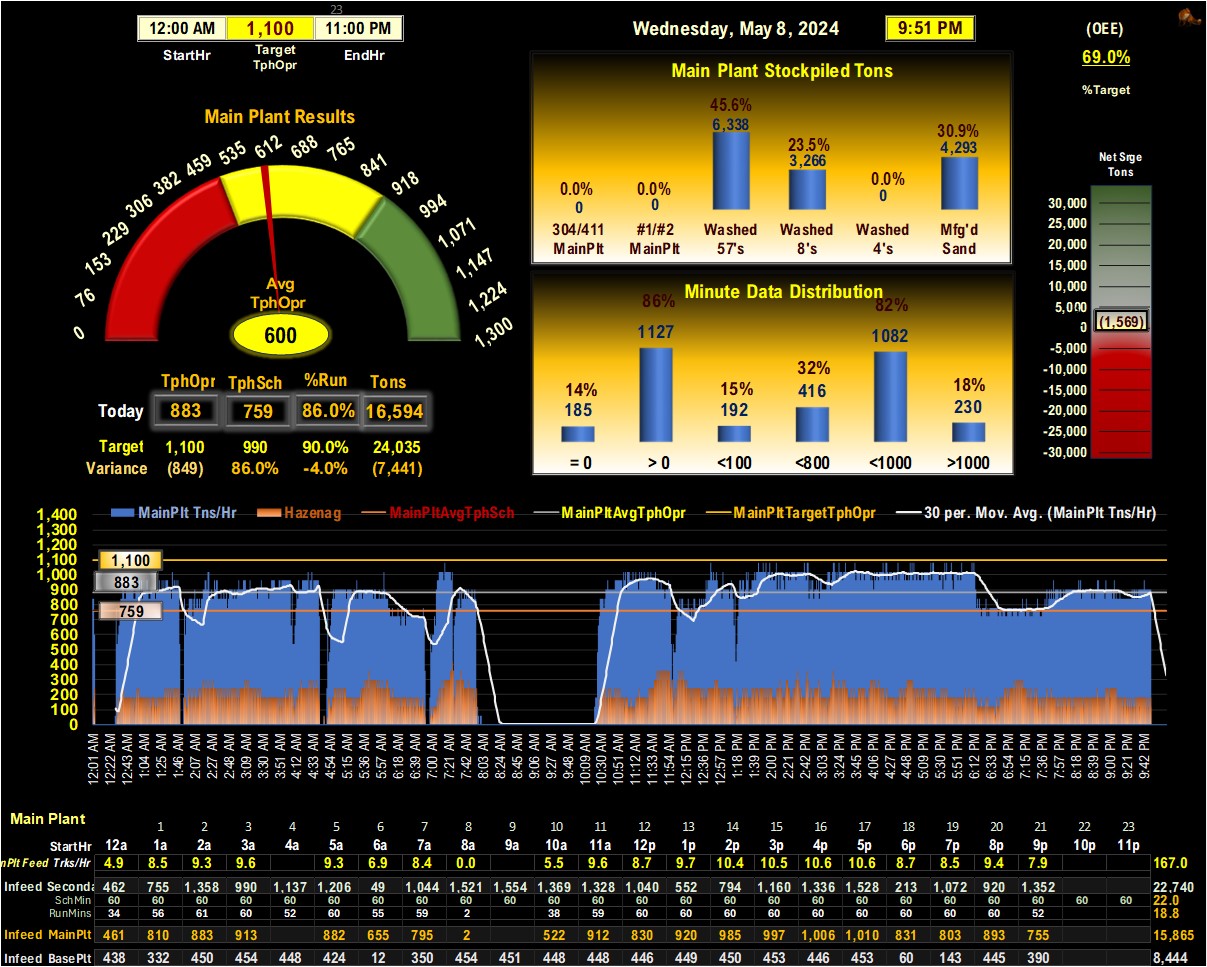 23
12:00 AM 1,100 11:00 PM
StartHr Target TphOpr EndHr
Wednesday, May 8, 2024 9:51 PM
(OEE)
69.0%
%Target
Main Plant Results
0 76 153 229 306 382 459 535 612 688 765 841 918 994 1,071 1,147 1,224 1,300
Avg
TphOpr
600
TphOpr TphSch %Run Tons
Today 883 759 86.0% 16,594
Target 1,100 990 90.0% 24,035
Variance (849) 86.0% -4.0% (7,441)
Main Plant Stockpiled Tons
0.0% 0.0% 45.6% 23.5% 0.0% 30.9%
0 0 6,338 3,266 0 4,293
304/411 #1/#2 Washed Washed Washed Mfg'd
MainPlt MainPlt 57's 8's 4's Sand
Minute Data Distribution
14% 86% 15% 32% 82% 18%
185 1127 192 416 1082 230
= 0 > 0 <100 <800 <1000 >1000
Net Srge
Tons
30,000
25,000
20,000
15,000
10,000
5,000
0
(1,569)
-5,000
-10,000
-15,000
-20,000
-25,000
-30,000
MainPlt Tns/Hr Hazenag MainPltAvgTphSch MainPltAvgTphOpr MainPltTargetTphOpr 30 per. Mov. Avg. (MainPlt Tns/Hr)
1,400
1,300
1,200
1,100
1,000
900
800
700
600
500
400
300
200
100
0
1,100
883
759
12:01 AM 12:22 AM 12:43 AM 1:04 AM 1:25 AM 1:46 AM 2:07 AM 2:27 AM 2:48 AM 3:09 AM 3:30 AM 3:51 AM 4:12 AM 4:33 AM 4:54 AM 5:15 AM 5:36 AM 5:57 AM 6:18 AM 6:39 AM 7:00 AM 7:21 AM 7:42 AM 8:03 AM 8:24 AM 9:06 AM 9:27 AM 9:48 AM 10:09 AM 10:30 AM 10:51 AM 11:12 AM 11:33 AM 11:54 AM 12:15 PM 12:36 PM 12:57 PM 1:18 PM 1:39 PM 2:00 PM 2:21 PM 2:42 PM 3:03 PM 3:24 PM 3:45 PM 4:06 PM 4:27 PM 4:48 PM 5:09 PM 5:30 PM 5:51 PM 6:12 PM 6:33 PM 6:54 PM 7:15 PM 7:36 PM 7:57 PM 8:18 PM 8:39 PM 9:00 PM 9:21 PM 9:42 PM
Main Plant
1 2 3 4 5 6 7 8 9 10 11 12 13 14 15 16 17 18 19 20 21 22 23
StartHr 12a 1a 2a 3a 4a 5a 6a 7a 8a 9a 10a 11a 12p 1p 2p 3p 4p 5p 6p 7p 8p 9p 10p 11p
nPlt Feed Trks/Hr 4.9 8.5 9.3 9.6 9.3 6.9 8.4 0.0 5.5 9.6 8.7 9.7 10.4 10.5 10.6 10.6 8.7 8.5 9.4 7.9 167.0
Infeed Seconda 462 755 1,358 990 1,137 1,206 49 1,044 1,521 1,554 1,369 1,328 1,040 552 794 1,160 1,336 1,528 213 1,072 920 1,352 22,740
SchMin 60 60 60 60 60 60 60 60 60 60 60 60 60 60 60 60 60 60 60 60 60 60 60 60 22.0
RunMins 34 56 61 60 52 60 55 59 2 38 59 60 60 60 60 60 60 60 60 60 52 18.8
Infeed MainPlt 461 810 883 913 882 655 795 2 522 912 830 920 985 997 1,006 1,010 831 803 893 755 15,865
Infeed BasePlt 438 332 450 454 448 424 12 350 454 451 448 448 446 449 450 453 446 453 60 143 445 390 8,444